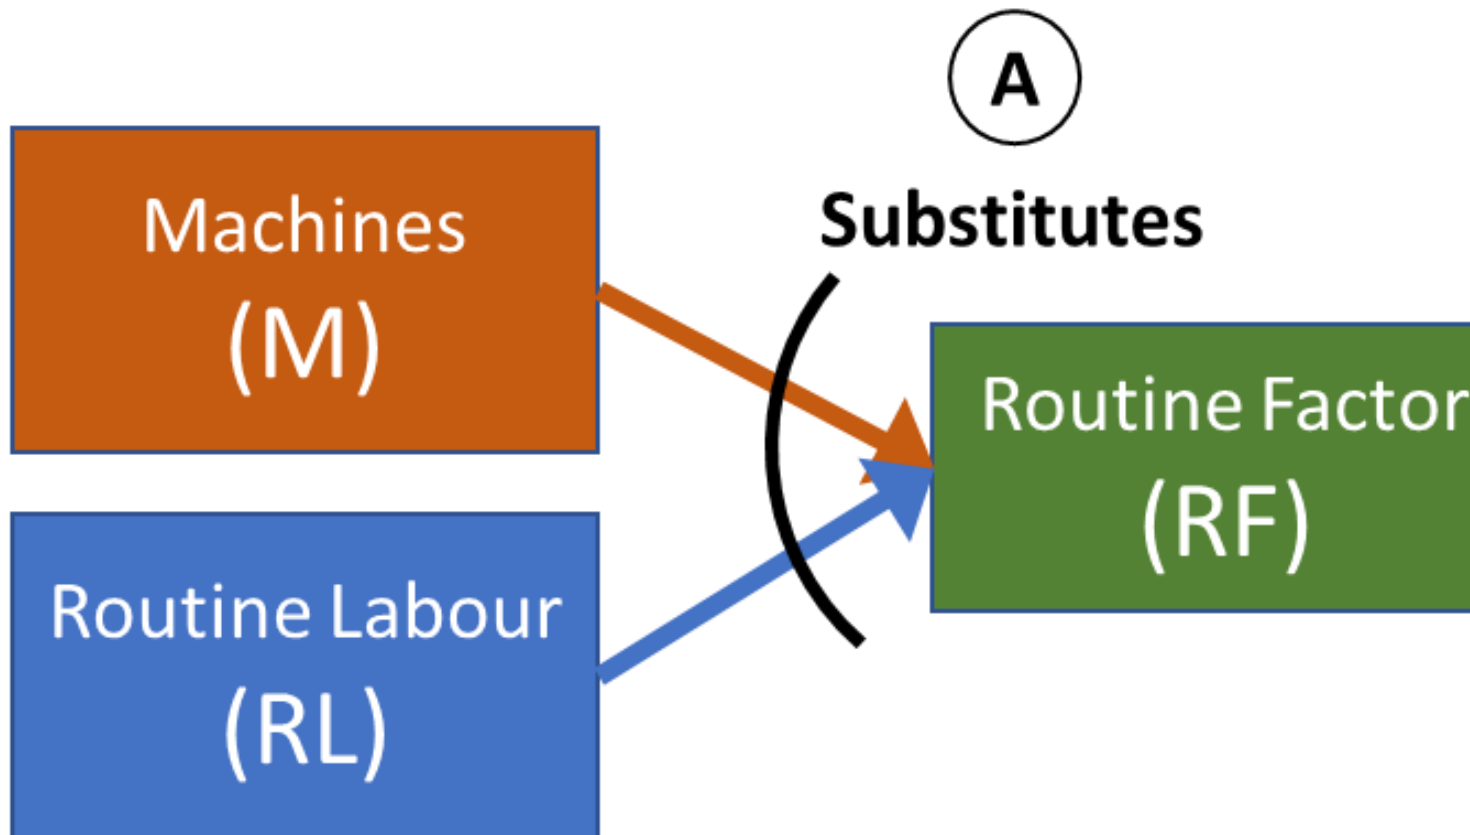 A
Substitutes
Machines
(M)
Routine Labour
(RL)
Routine Factor
(RF)